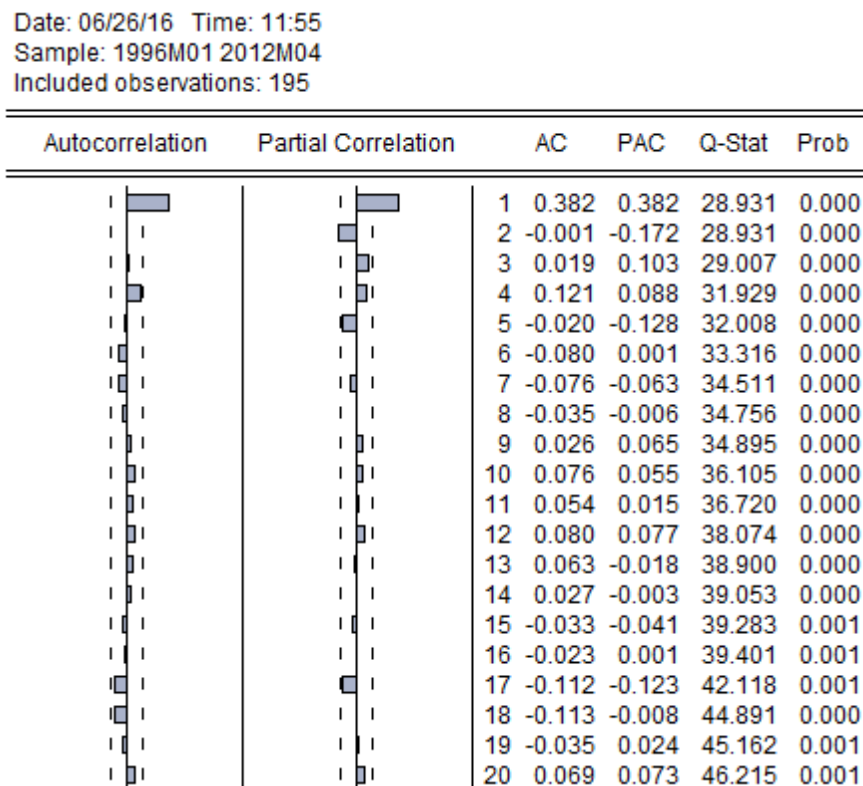 Date: 06/26/16 Time: 11:55
Sample: 1996M01 2012M04
Included observations: 195
Autocorrelation Partial Correlation AC PAC Q-Stat Prob
1 0.382 0.382 28.931 0.000
2 -0.001 -0.172 28.931 0.000
3 0.019 0.103 29.007 0.000
4 0.121 0.088 31.929 0.000
5 -0.020 -0.128 32.008 0.000
6 -0.080 0.001 33.316 0.000
7 -0.076 -0.063 34.511 0.000
8 -0.035 -0.006 34.756 0.000
9 0.026 0.065 34.895 0.000
10 0.076 0.055 36.105 0.000
11 0.054 0.015 36.720 0.000
12 0.080 0.077 38.074 0.000
13 0.063 -0.018 38.900 0.000
14 0.027 -0.003 39.053 0.000
15 -0.033 -0.041 39.283 0.001
16 -0.023 0.001 39.401 0.001
17 -0.112 -0.123 42.118 0.001
18 -0.113 -0.008 44.891 0.000
19 -0.035 0.024 45.162 0.001
20 0.069 0.073 46.215 0.001